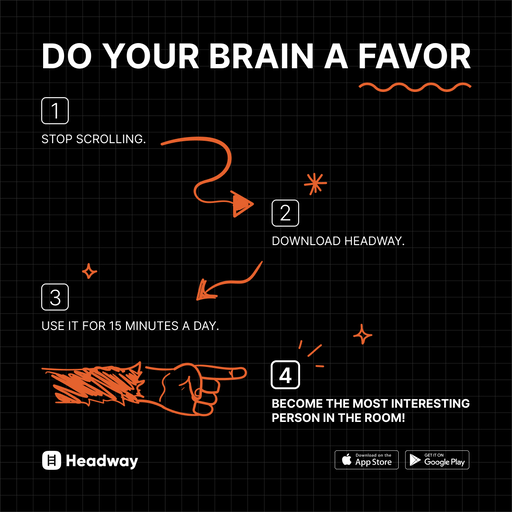 DO YOUR BRAIN A FAVOR
1
STOP SCROLLING.
2
DOWNLOAD HEADWAY.
3
USE IT FOR 15 MINUTES A DAY.
4
BECOME THE MOST INTERESTING
PERSON IN THE ROOM!
Headway
Download on the
App Store
GET IT ON
Google Play